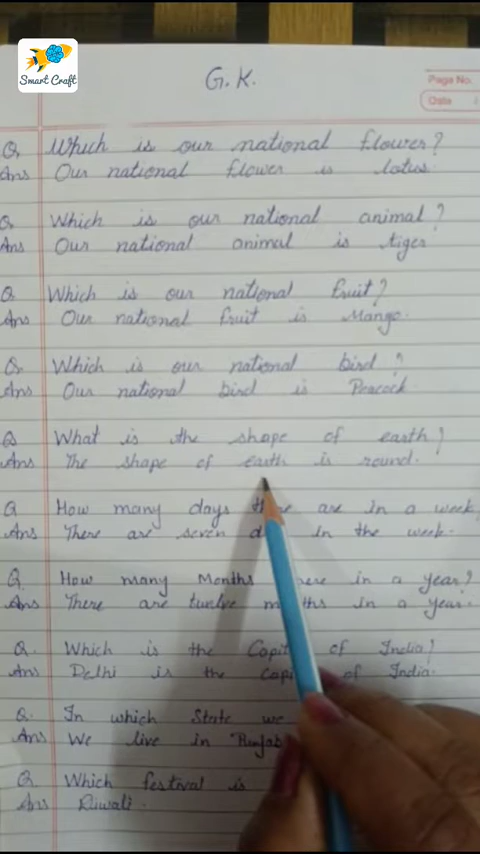 Smart Craft
G.K.
Page No.
Date
Q. Which is our national flower?
Ans Our national flower is lotus.
Q Which is our national animal?
Ans Our national animal is tiger
Q Which is our national fruit?
Ans Our national fruit is Mango.
Q. Which is our national bird?
Ans Our national bird is Peacock
Q What is the shape of earth?
Ans The shape of earth is round.
Q How many days are in a week
Ans There are seven in the week.
Q. How many Months in a year?
Ans There are twelve in a year.
Q. Which is the of India?
Ans Delhi is the of India.
Q. In which State we
Ans We live in Punjab
Q. Which festival is
Ans